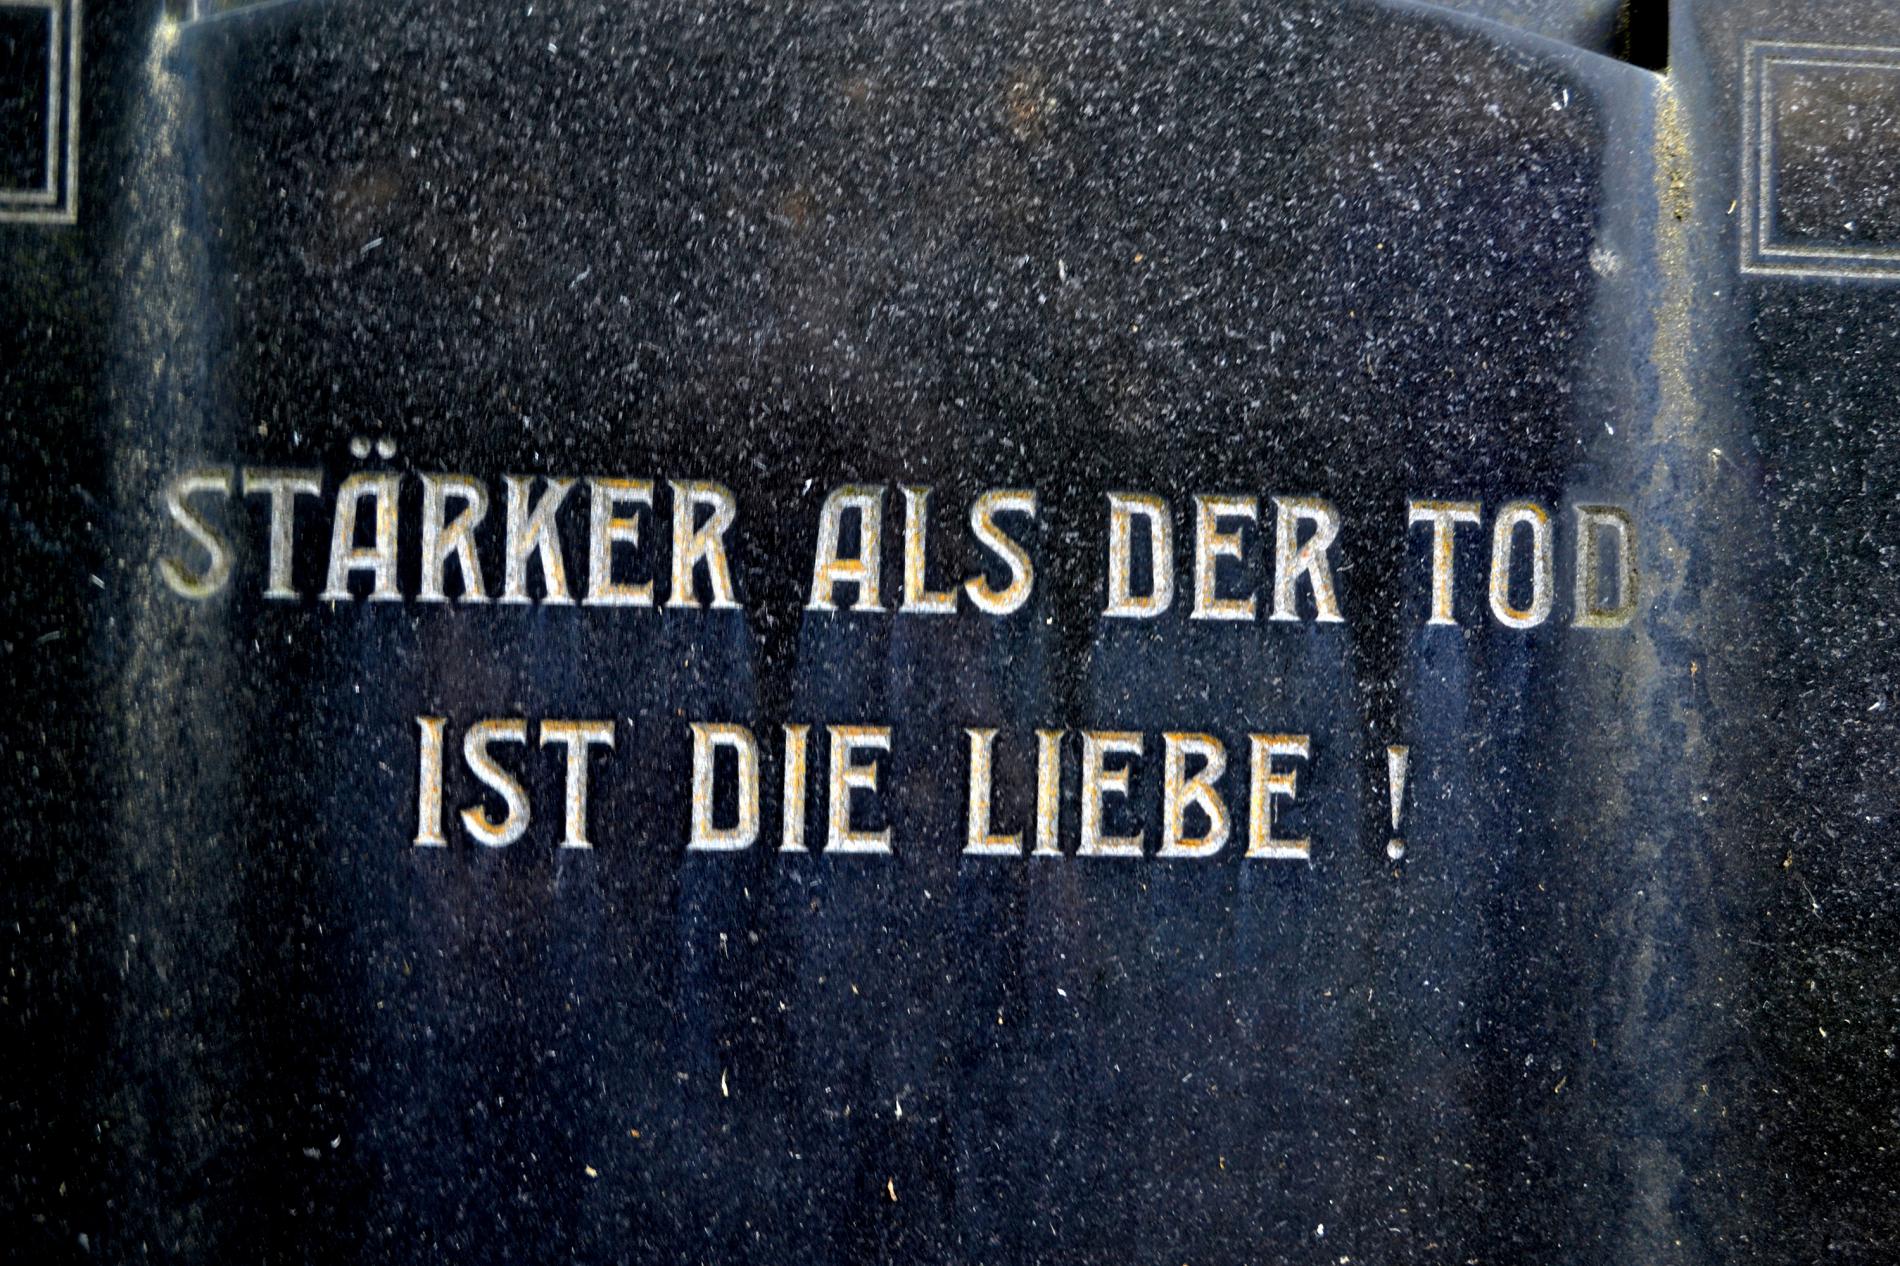 STÄRKER ALS DER TOD
IST DIE LIEBE !